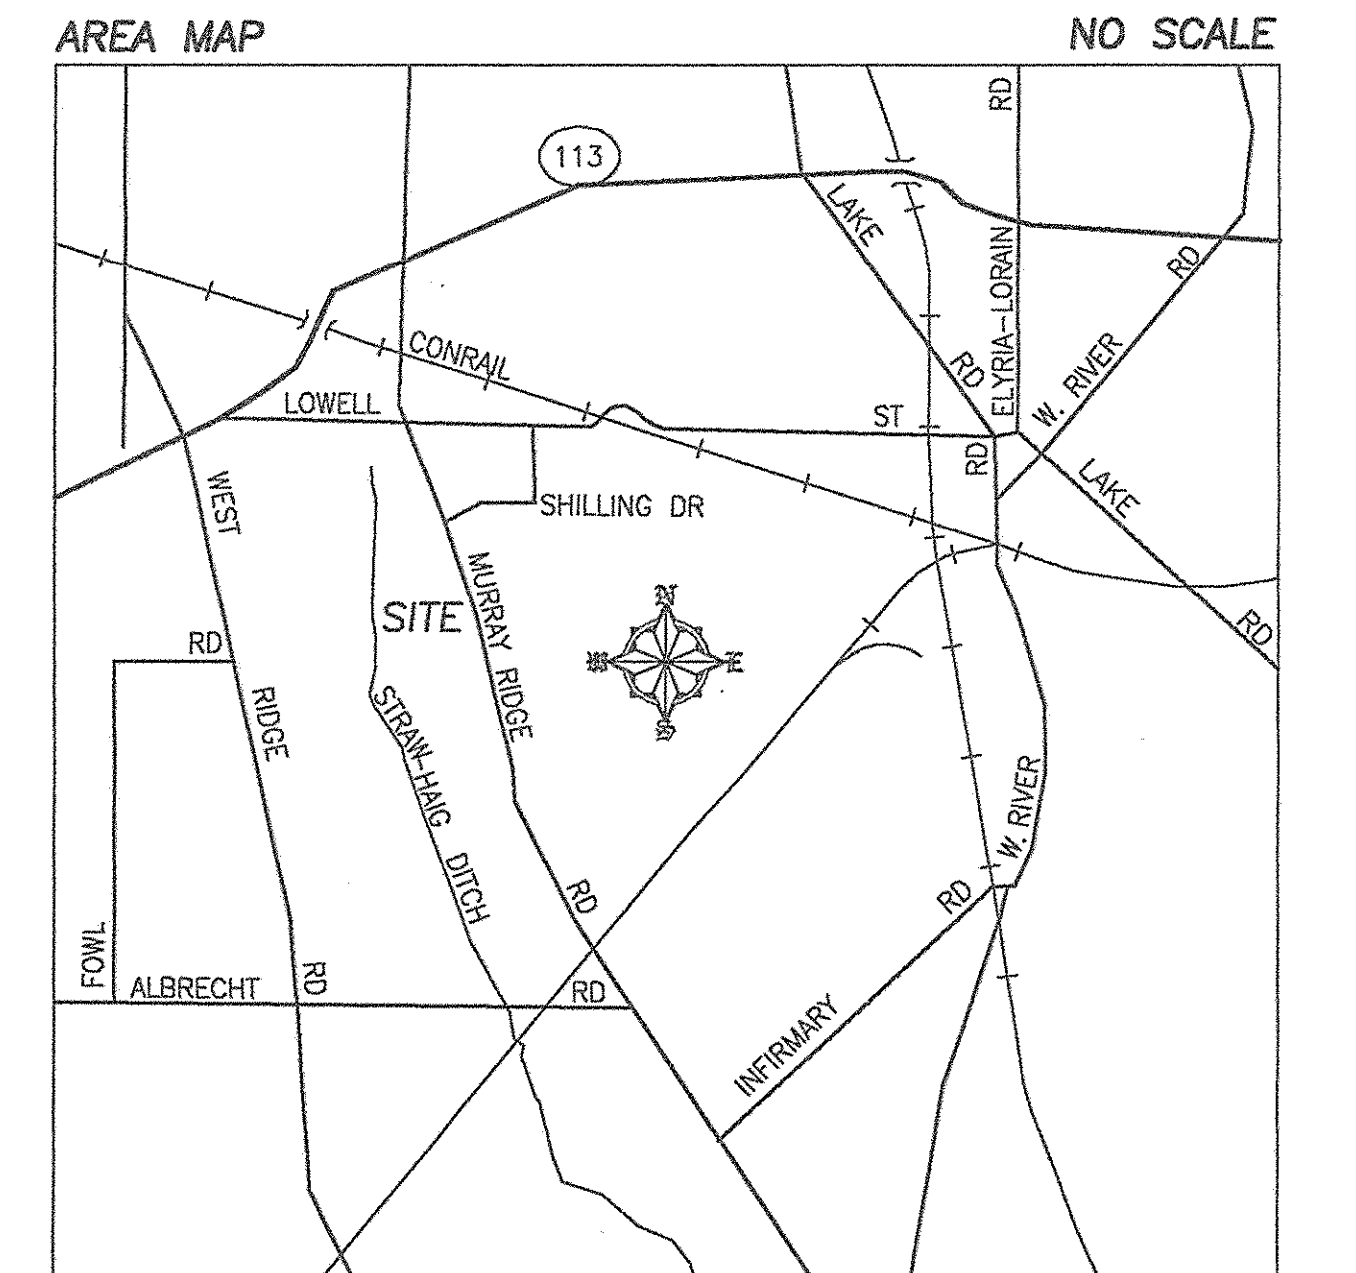 AREA MAP
NO SCALE
RD
113
LAKE
ELYRIA-LORAIN
RD
CONRAIL
W. RIVER
RD
LOWELL
ST
RD
LAKE
WEST
SHILLING DR
MURRAY RIDGE
SITE
N
W
E
S
RD
RD
RIDGE
STRAW-HAIG DITCH
W. RIVER
RD
RD
FOWL
RD
ALBRECHT
RD
INFIRMARY